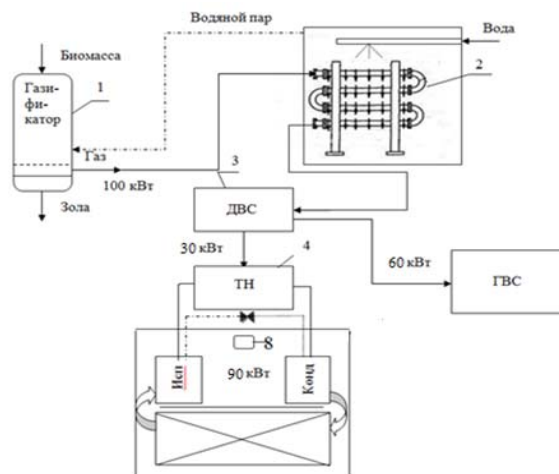 Водяной пар
Вода
Биомасса
1
2
Гази-
фи-
катор
Газ
3
100 кВт
Зола
ДВС
30 кВт
4
60 кВт
ТН
ГВС
8
Исп
90 кВт
Конд